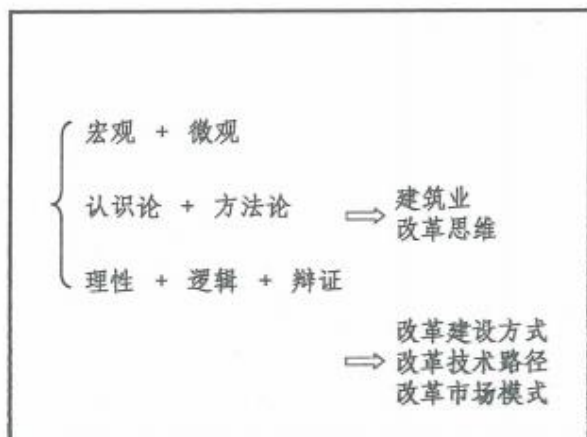 宏观 + 微观
认识论 + 方法论
建筑业
改革思维
理性 + 逻辑 + 辩证
改革建设方式
改革技术路径
改革市场模式